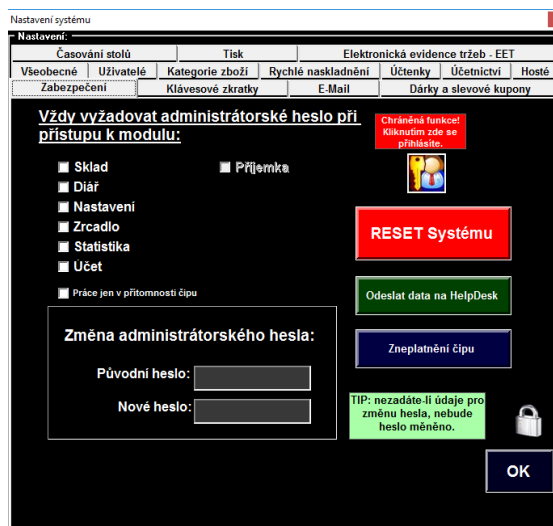 Nastavení systému
Nastavení:
Časování stolů Tisk Elektronická evidence tržeb - EET
Všeobecné Uživatelé Kategorie zboží Rychlé naskladnění Účtenky Účetnictví Hosté
Zabezpečení Klávesové zkratky E-Mail Dárky a slevové kupony
Vždy vyžadovat administrátorské heslo při
přístupu k modulu:
Chráněná funkce!
Kliknutím zde se
přihlásíte.
Sklad Příjemka
Diář
Nastavení
Zrcadlo
Statistika
Účet
Práce jen v přítomnosti čipu
RESET Systému
Odeslat data na HelpDesk
Zneplatnění čipu
Změna administrátorského hesla:
Původní heslo:
Nové heslo:
TIP: nezadáte-li údaje pro
změnu hesla, nebude
heslo měněno.
OK